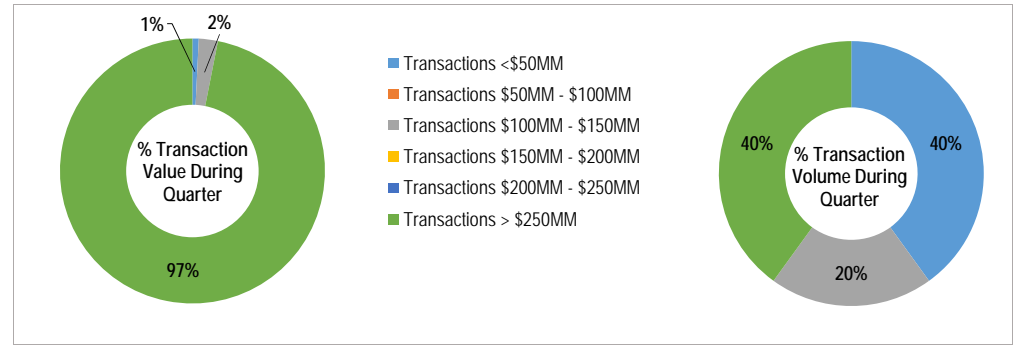 1%
2%
% Transaction
Value During
Quarter
97%
Transactions <$50MM
Transactions $50MM - $100MM
Transactions $100MM - $150MM
Transactions $150MM - $200MM
Transactions $200MM - $250MM
Transactions > $250MM
40%
40%
% Transaction
Volume During
Quarter
20%